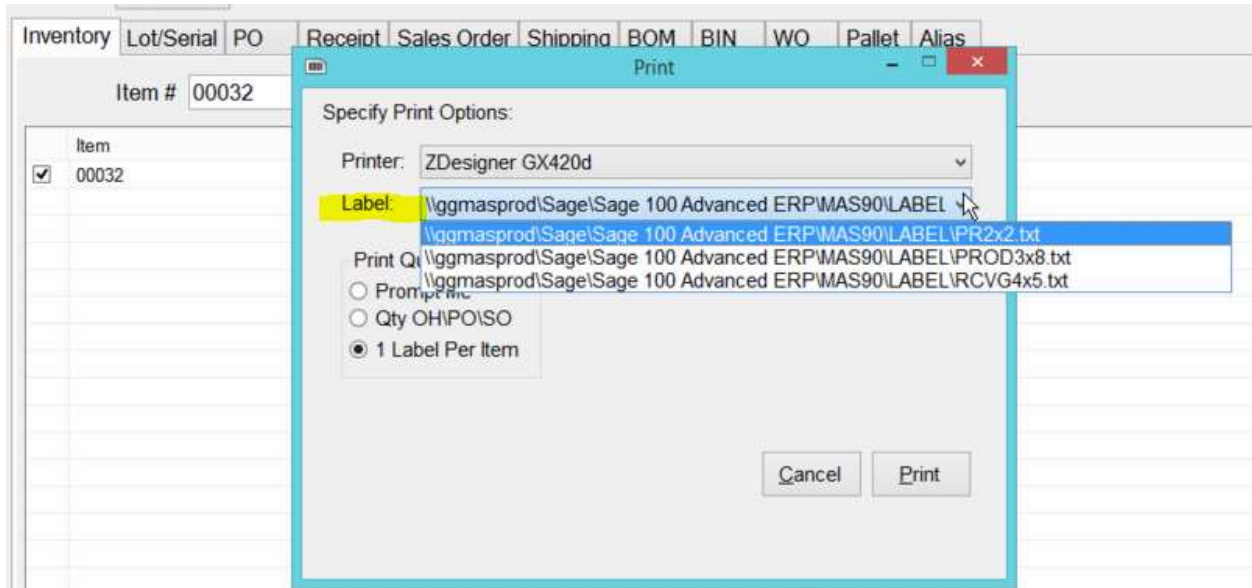 Inventory Lot/Serial PO Receipt Sales Order Shipping BOM BIN WO Pallet Alias
Print
Item # 00032
Specify Print Options:
Item
Printer: ZDesigner GX420d
00032
Label: \\ggmasprod\Sage\Sage 100 Advanced ERP\MAS90\LABEL
\\ggmasprod\Sage\Sage 100 Advanced ERP\MAS90\LABEL\PR2x2.txt
\\ggmasprod\Sage\Sage 100 Advanced ERP\MAS90\LABEL\PROD3x8.txt
Print
\\ggmasprod\Sage\Sage 100 Advanced ERP\MAS90\LABEL\RCVG4x5.txt
Qty OH\PO\SO
1 Label Per Item
Cancel Print